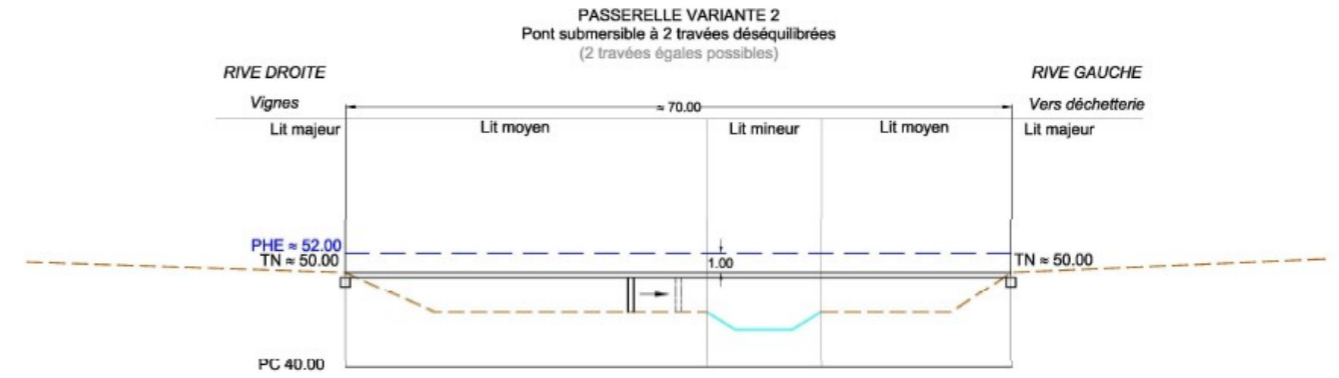 PASSERELLE VARIANTE 2
Pont submersible à 2 travées déséquilibrées
(2 travées égales possibles)
RIVE DROITE
RIVE GAUCHE
Vignes
≈ 70.00
Vers déchetterie
Lit majeur
Lit moyen
Lit mineur
Lit moyen
Lit majeur
PHE ≈ 52.00
TN ≈ 50.00
1.00
TN ≈ 50.00
PC 40.00